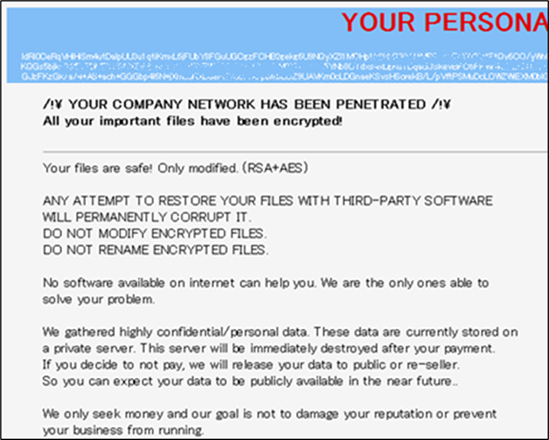 YOUR PERSONA
/!¥ YOUR COMPANY NETWORK HAS BEEN PENETRATED /!¥
All your important files have been encrypted!
Your files are safe! Only modified. (RSA+AES)
ANY ATTEMPT TO RESTORE YOUR FILES WITH THIRD-PARTY SOFTWARE
WILL PERMANENTLY CORRUPT IT.
DO NOT MODIFY ENCRYPTED FILES.
DO NOT RENAME ENCRYPTED FILES.
No software available on internet can help you. We are the only ones able to
solve your problem.
We gathered highly confidential/personal data. These data are currently stored on
a private server. This server will be immediately destroyed after your payment.
If you decide to not pay, we will release your data to public or re-seller.
So you can expect your data to be publicly available in the near future..
We only seek money and our goal is not to damage your reputation or prevent
your business from running.